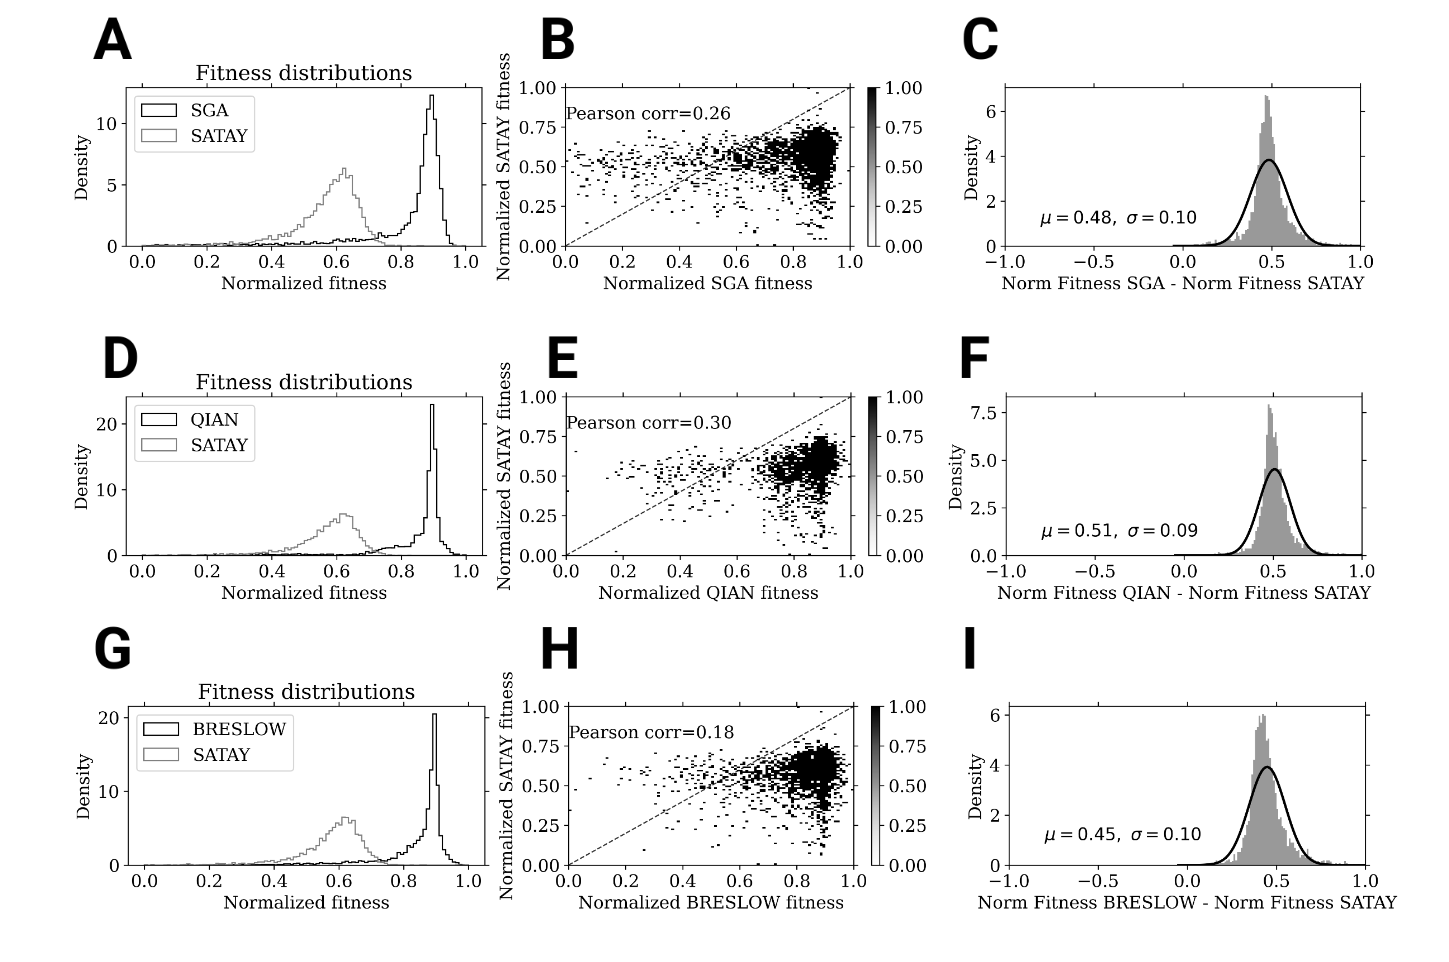 A
B
C
Fitness distributions
SGA
SATAY
Density
10
5
0
0.0 0.2 0.4 0.6 0.8 1.0
Normalized fitness
Normalized SATAY fitness
Pearson corr=0.26
1.00
0.75
0.50
0.25
0.00
0.0 0.2 0.4 0.6 0.8 1.0
Normalized SGA fitness
1.00
0.75
0.50
0.25
0.00
Density
6
4
2
0
μ = 0.48, σ = 0.10
−1.0 −0.5 0.0 0.5 1.0
Norm Fitness SGA - Norm Fitness SATAY
D
E
F
Fitness distributions
QIAN
SATAY
Density
20
10
0
0.0 0.2 0.4 0.6 0.8 1.0
Normalized fitness
Normalized SATAY fitness
Pearson corr=0.30
1.00
0.75
0.50
0.25
0.00
0.0 0.2 0.4 0.6 0.8 1.0
Normalized QIAN fitness
1.00
0.75
0.50
0.25
0.00
Density
7.5
5.0
2.5
0.0
μ = 0.51, σ = 0.09
−1.0 −0.5 0.0 0.5 1.0
Norm Fitness QIAN - Norm Fitness SATAY
G
H
I
Fitness distributions
BRESLOW
SATAY
Density
20
10
0
0.0 0.2 0.4 0.6 0.8 1.0
Normalized fitness
Normalized SATAY fitness
Pearson corr=0.18
1.00
0.75
0.50
0.25
0.00
0.0 0.2 0.4 0.6 0.8 1.0
Normalized BRESLOW fitness
1.00
0.75
0.50
0.25
0.00
Density
6
4
2
0
μ = 0.45, σ = 0.10
−1.0 −0.5 0.0 0.5 1.0
Norm Fitness BRESLOW - Norm Fitness SATAY